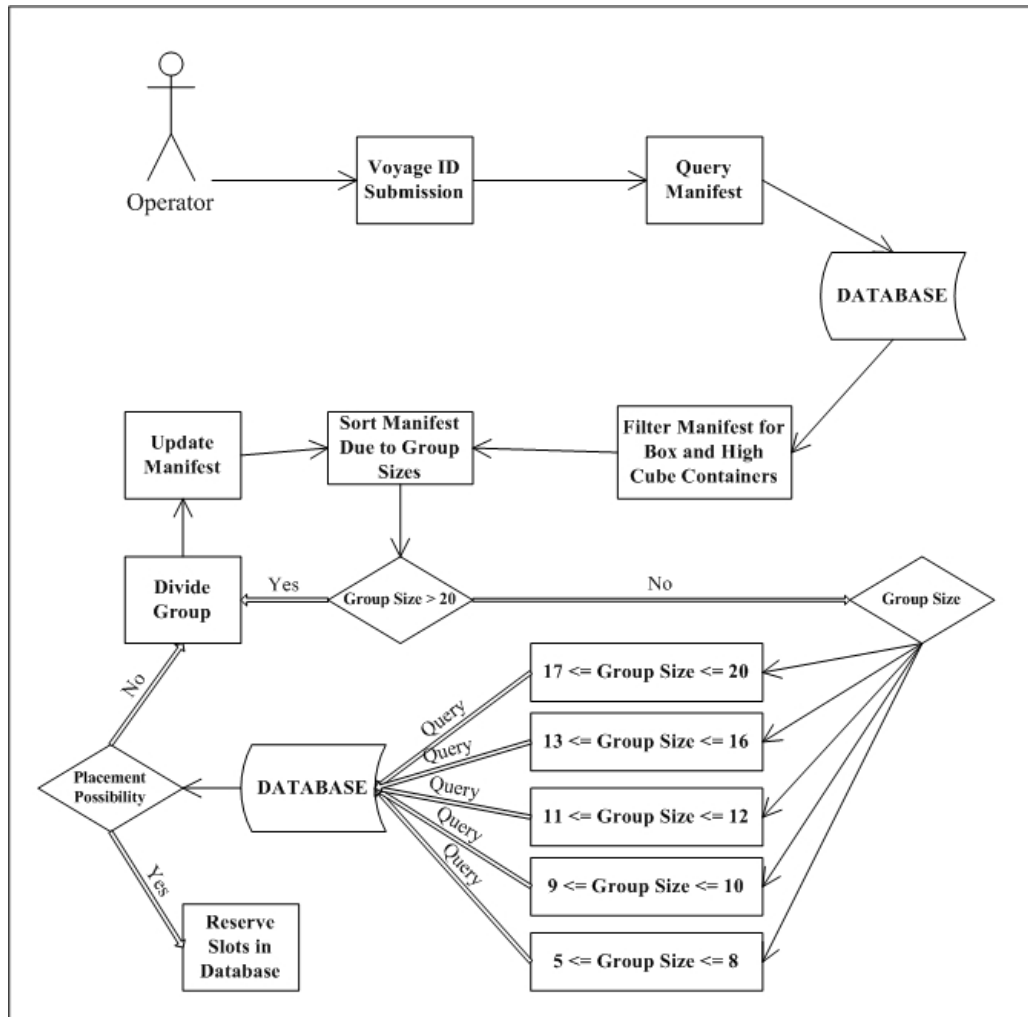 Operator
Voyage ID
Submission
Query
Manifest
DATABASE
Update
Manifest
Sort Manifest
Due to Group
Sizes
Filter Manifest for
Box and High
Cube Containers
Divide
Group
Yes
Group Size > 20
No
Group Size
17 <= Group Size <= 20
13 <= Group Size <= 16
11 <= Group Size <= 12
9 <= Group Size <= 10
5 <= Group Size <= 8
Query
Query
Query
Query
Query
DATABASE
Placement
Possibility
No
Yes
Reserve
Slots in
Database